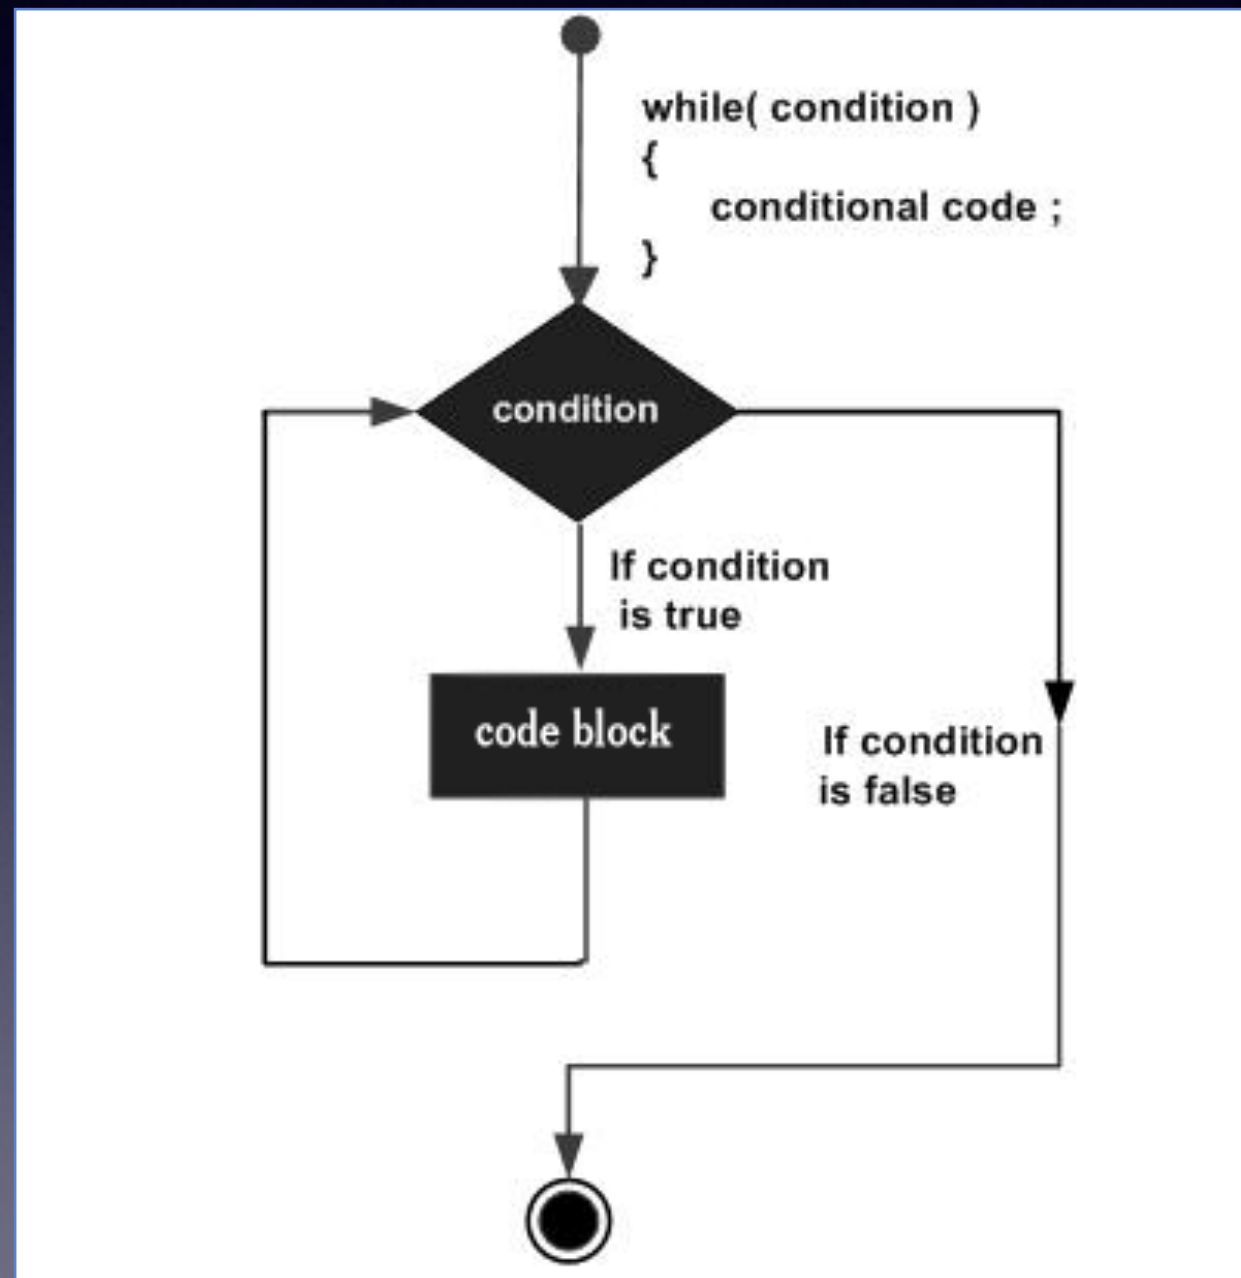 while( condition )
{
conditional code ;
}
condition
If condition
is true
code block
If condition
is false